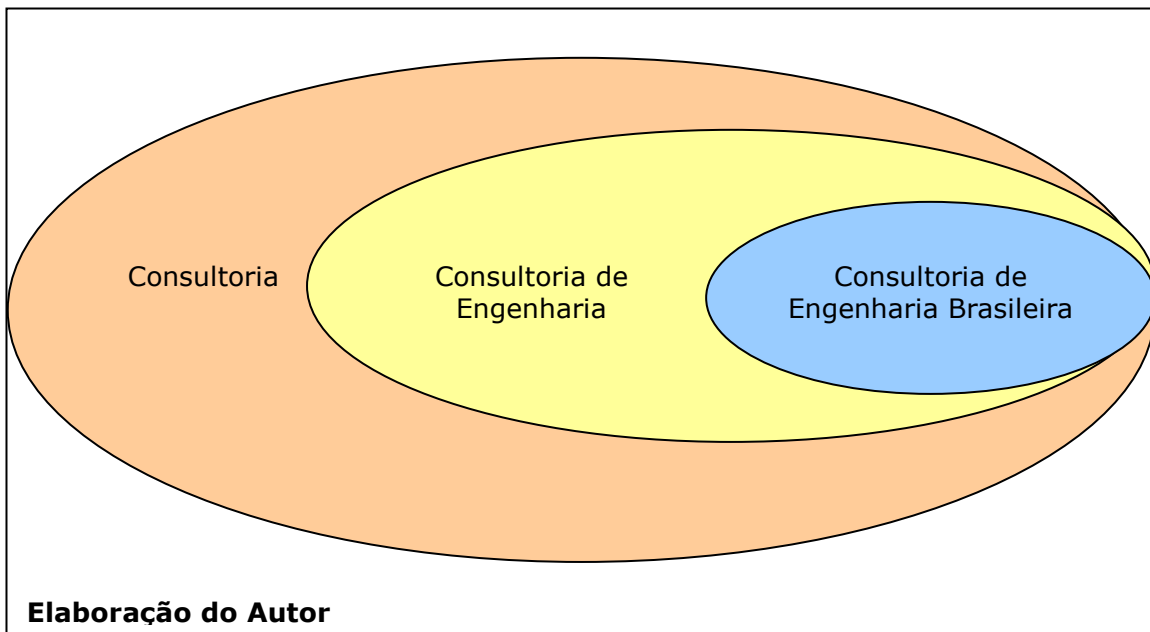 Consultoria
Consultoria de
Engenharia
Consultoria de
Engenharia Brasileira
Elaboração do Autor